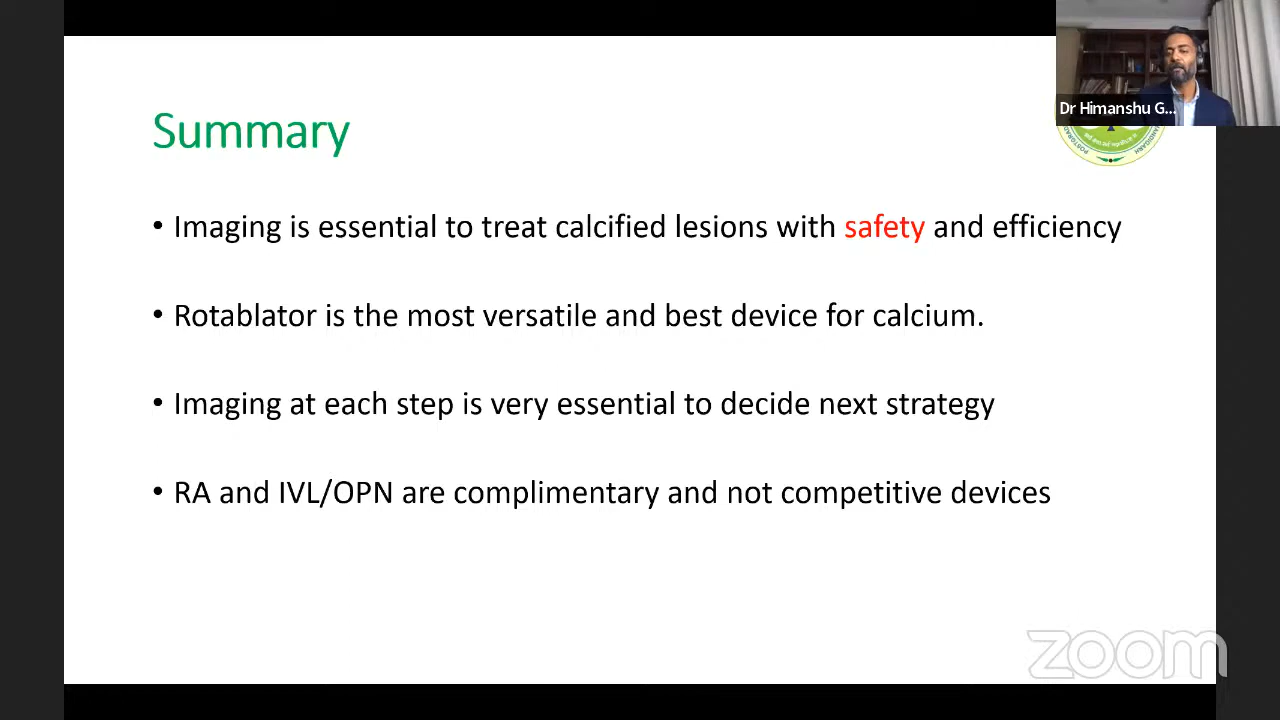 Dr Himanshu G...
POSTGRAD
ANDIGARH
Summary
• Imaging is essential to treat calcified lesions with safety and efficiency
• Rotablator is the most versatile and best device for calcium.
• Imaging at each step is very essential to decide next strategy
• RA and IVL/OPN are complimentary and not competitive devices
zoom